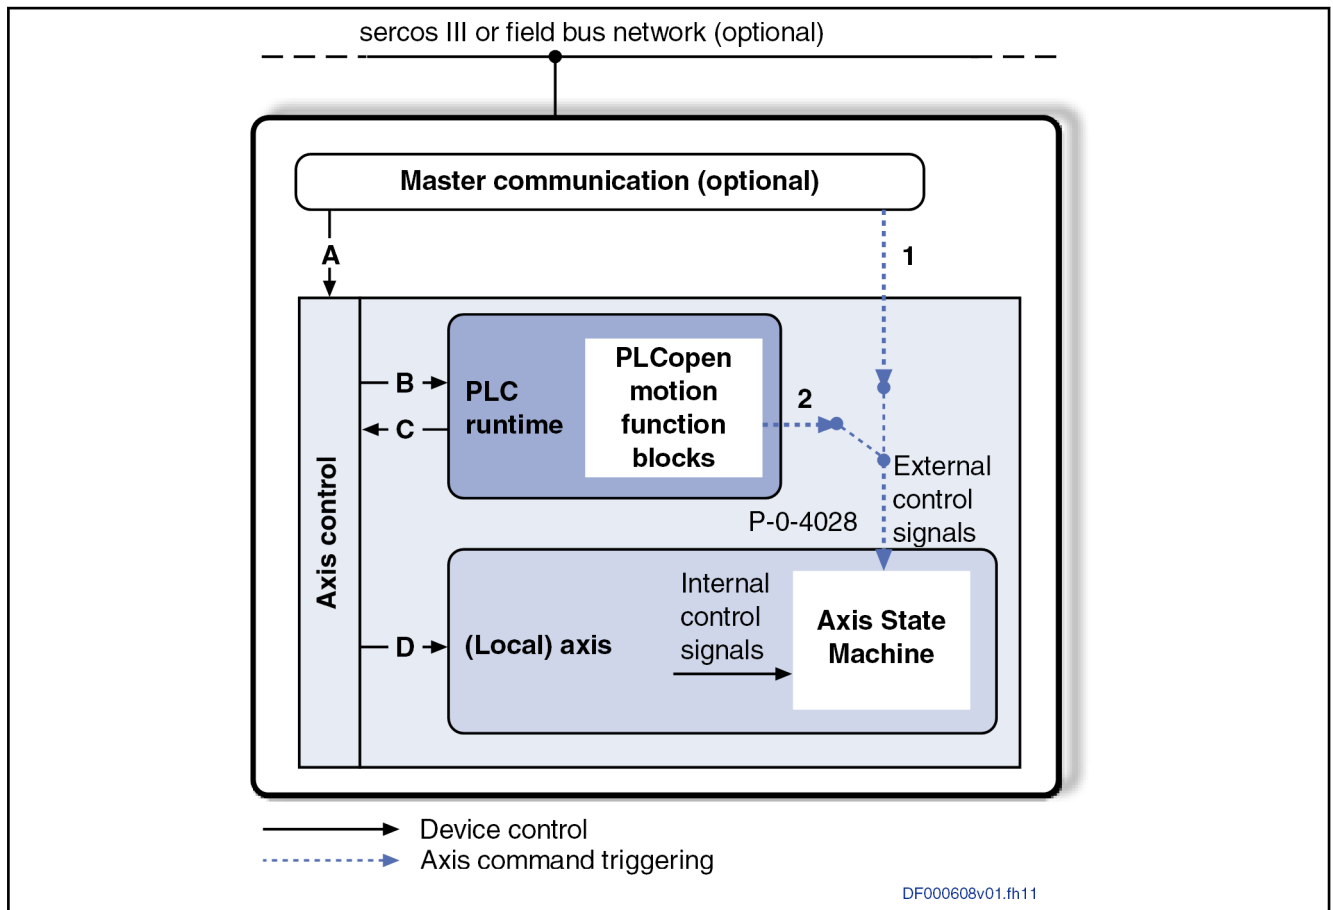 sercos III or field bus network (optional)
Master communication (optional)
A
1
Axis control
B
C
PLC
runtime
PLCopen
motion
function
blocks
2
External
control
signals
P-0-4028
D
(Local) axis
Internal
control
signals
Axis State
Machine
Device control
Axis command triggering
DF000608v01.fh11